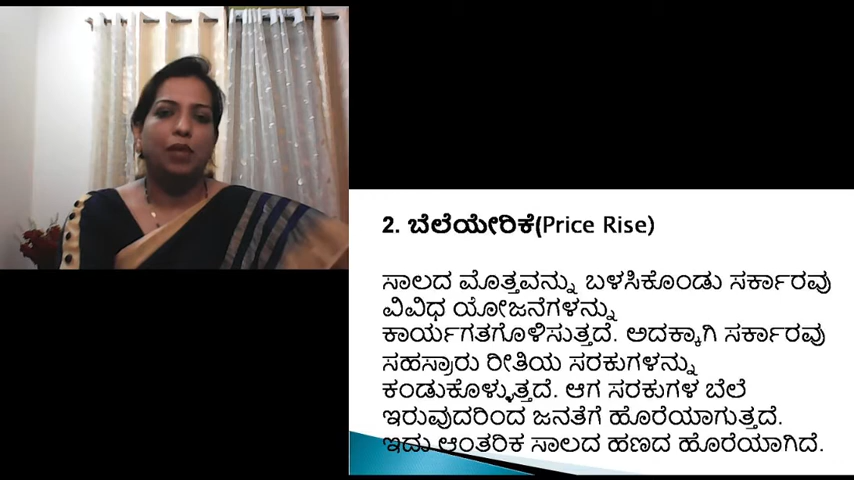 2. ಬೆಲೆಯೇರಿಕೆ(Price Rise)
ಸಾಲದ ಮೊತ್ತವನ್ನು ಬಳಸಿಕೊಂಡು ಸರ್ಕಾರವು
ವಿವಿಧ ಯೋಜನೆಗಳನ್ನು
ಕಾರ್ಯಗತಗೊಳಿಸುತ್ತದೆ. ಅದಕ್ಕಾಗಿ ಸರ್ಕಾರವು
ಸಹಸ್ರಾರು ರೀತಿಯ ಸರಕುಗಳನ್ನು
ಕಂಡುಕೊಳ್ಳುತ್ತದೆ. ಆಗ ಸರಕುಗಳ ಬೆಲೆ
ಇರುವುದರಿಂದ ಜನತೆಗೆ ಹೊರೆಯಾಗುತ್ತದೆ.
ಇದು ಆಂತರಿಕ ಸಾಲದ ಹಣದ ಹೊರೆಯಾಗಿದೆ.